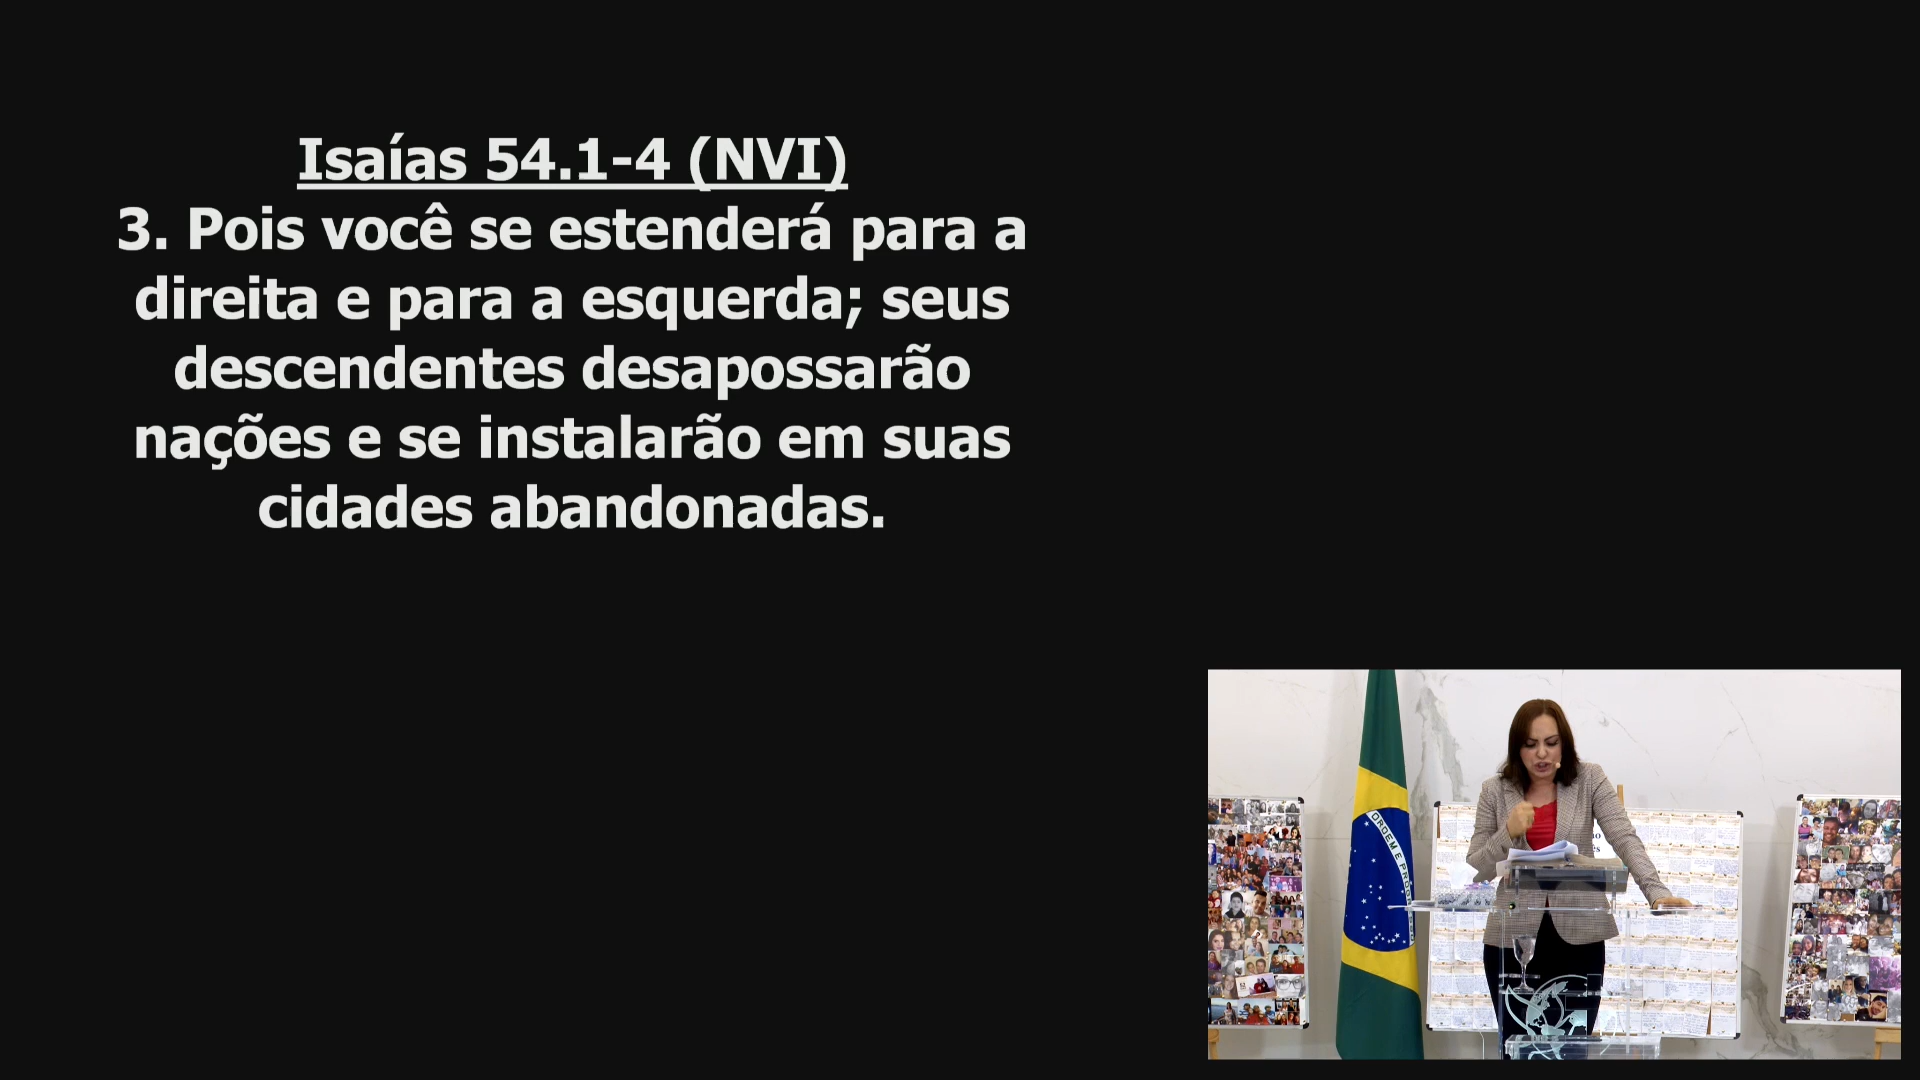 Isaías 54.1-4 (NVI)
3. Pois você se estenderá para a
direita e para a esquerda; seus
descendentes desapossarão
nações e se instalarão em suas
cidades abandonadas.
ORDEM E PROG